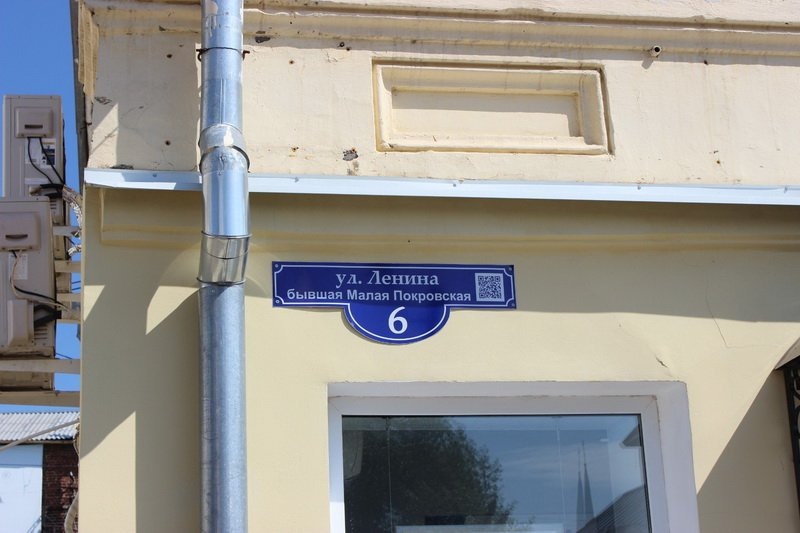 ул. Ленина
бывшая Малая Покровская
6